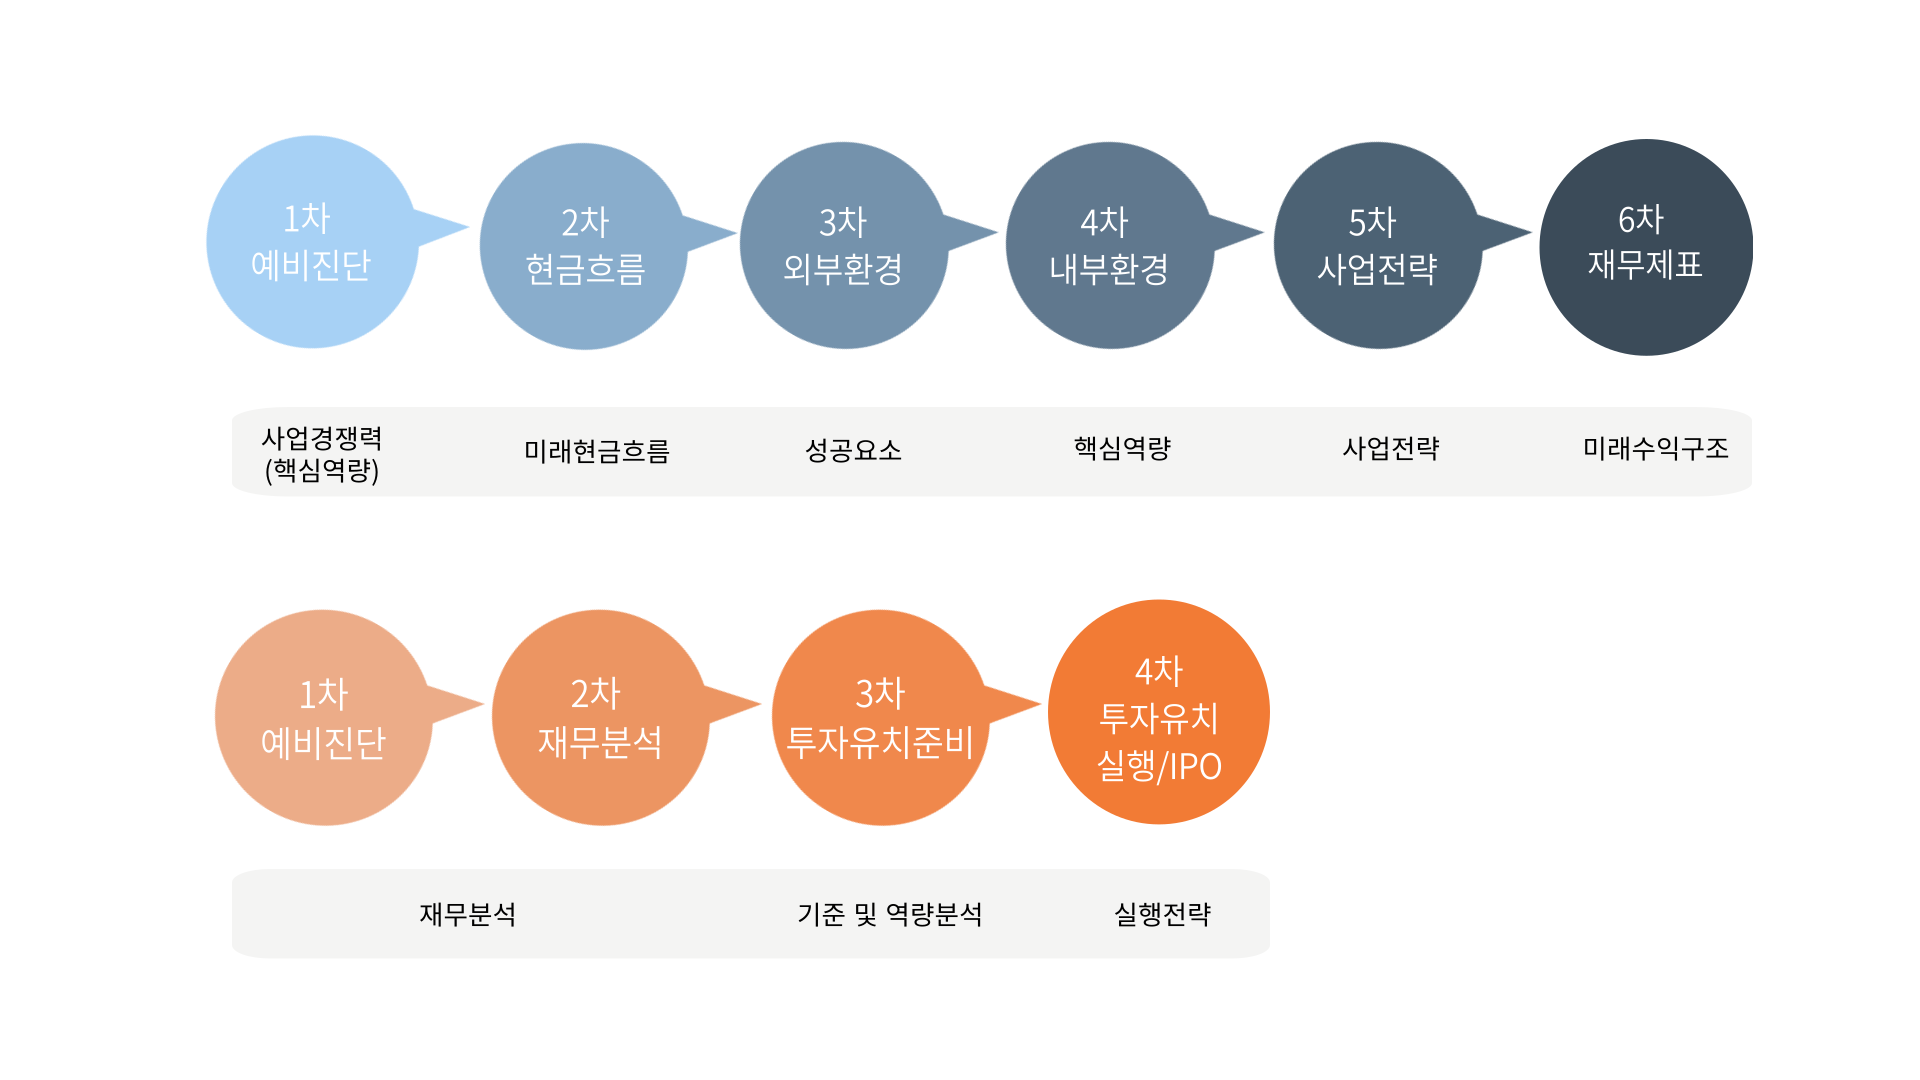 1차
예비진단
2차
현금흐름
3차
외부환경
4차
내부환경
5차
사업전략
6차
재무제표
사업경쟁력
(핵심역량)
미래현금흐름
성공요소
핵심역량
사업전략
미래수익구조
1차
예비진단
2차
재무분석
3차
투자유치준비
4차
투자유치
실행/IPO
재무분석
기준 및 역량분석
실행전략